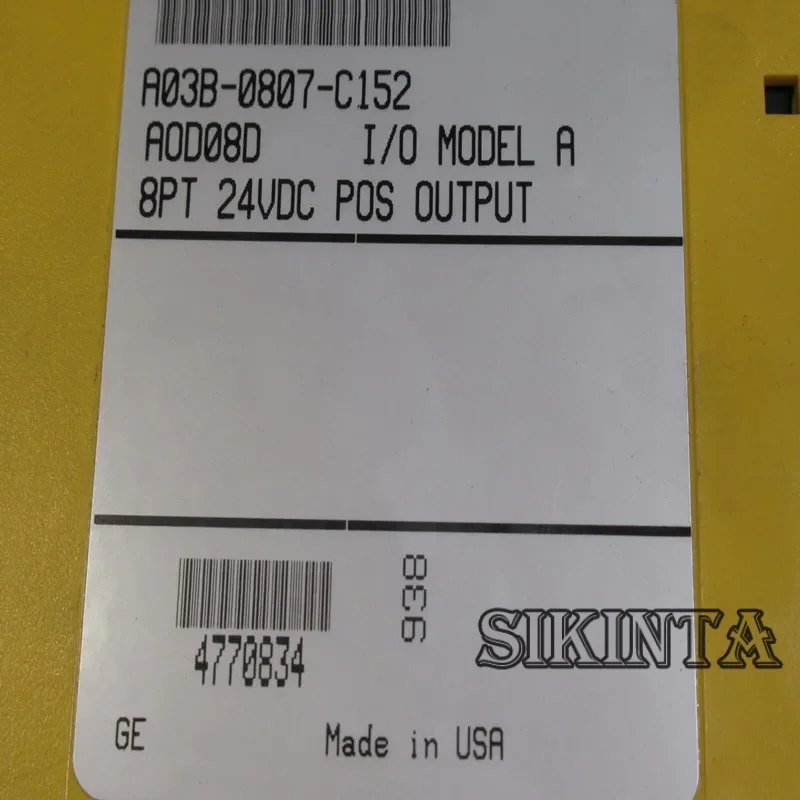 A03B-0807-C152
AOD08D I/O MODEL A
8PT 24VDC POS OUTPUT
938
4770834
SIKINTA
GE Made in USA